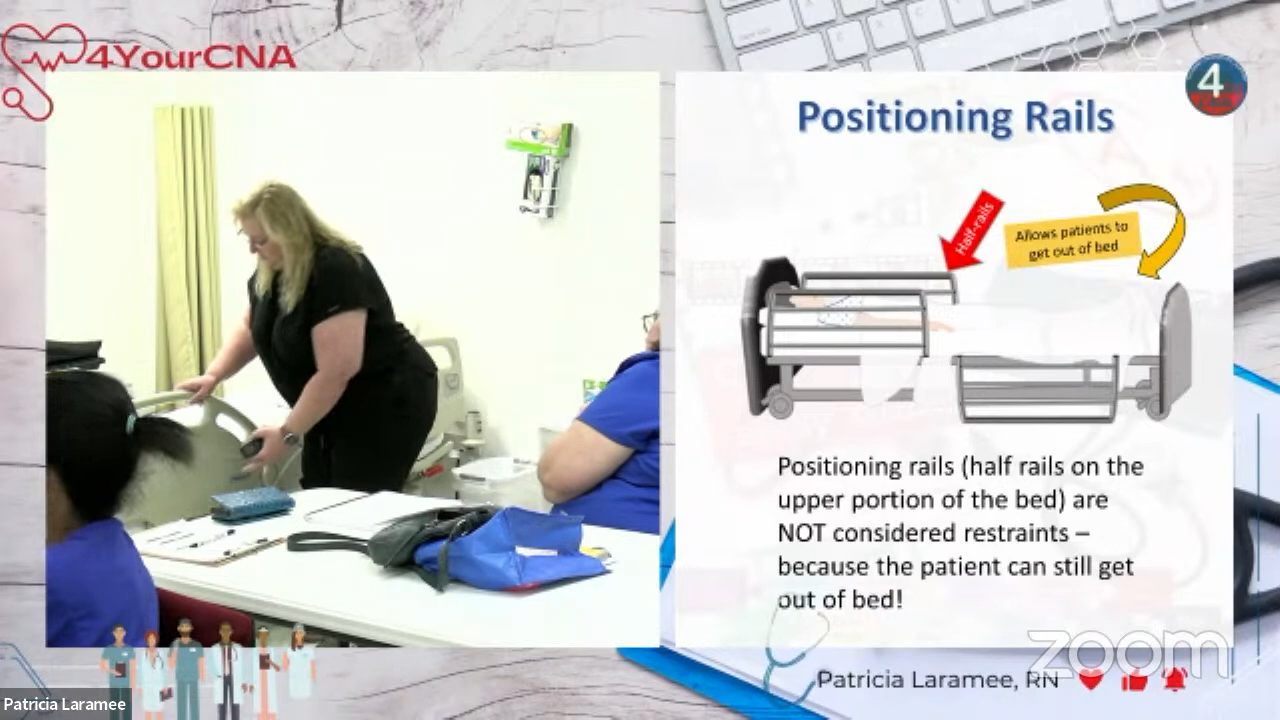 4YourCNA
4
Positioning Rails
Half-rails
Allows patients to
get out of bed
Positioning rails (half rails on the
upper portion of the bed) are
NOT considered restraints –
because the patient can still get
out of bed!
zoom
Patricia Laramee, RN
Patricia Laramee